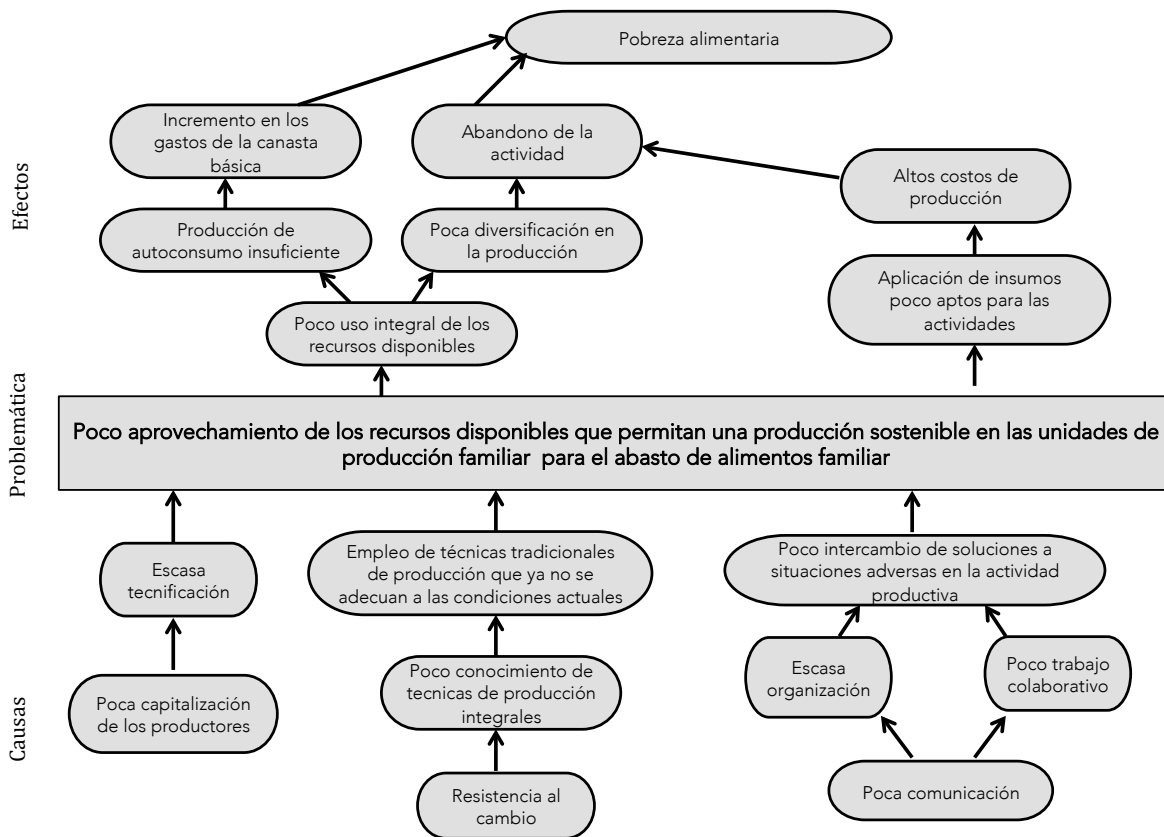 Pobreza alimentaria
Incremento en los
gastos de la canasta
básica
Abandono de la
actividad
Altos costos de
producción
Efectos
Producción de
autoconsumo insuficiente
Poca diversificación en
la producción
Aplicación de insumos
poco aptos para las
actividades
Poco uso integral de los
recursos disponibles
Problemática
Poco aprovechamiento de los recursos disponibles que permitan una producción sostenible en las unidades de
producción familiar para el abasto de alimentos familiar
Escasa
tecnificación
Empleo de técnicas tradicionales
de producción que ya no se
adecuan a las condiciones actuales
Poco intercambio de soluciones a
situaciones adversas en la actividad
productiva
Causas
Poca capitalización
de los productores
Poco conocimiento de
tecnicas de producción
integrales
Escasa
organización
Poco trabajo
colaborativo
Resistencia al
cambio
Poca comunicación